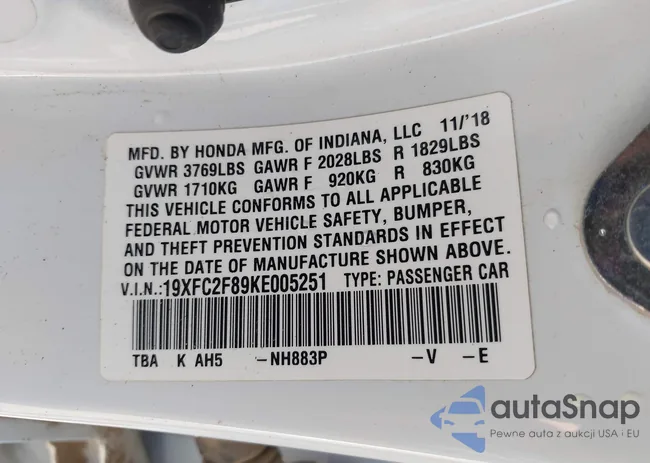 MFD. BY HONDA MFG. OF INDIANA, LLC 11/'18
GVWR 3769LBS GAWR F 2028LBS R 1829LBS
GVWR 1710KG GAWR F 920KG R 830KG
THIS VEHICLE CONFORMS TO ALL APPLICABLE
FEDERAL MOTOR VEHICLE SAFETY, BUMPER,
AND THEFT PREVENTION STANDARDS IN EFFECT
ON THE DATE OF MANUFACTURE SHOWN ABOVE.
V.I.N.:19XFC2F89KE005251 TYPE: PASSENGER CAR
TBA K AH5 -NH883P -V -E
autaSnap
Pewne auta z aukcji USA i EU